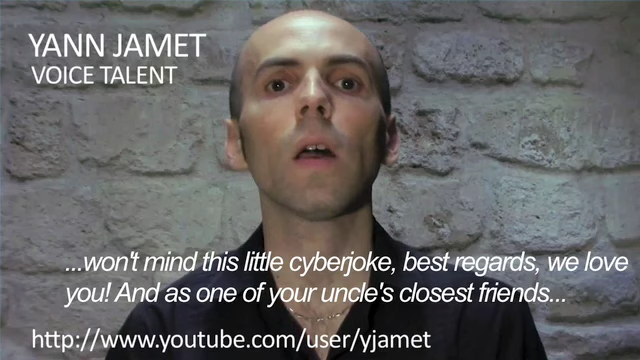 YANN JAMET
VOICE TALENT
...won't mind this little cyberjoke, best regards, we love
you! And as one of your uncle's closest friends...
http://www.youtube.com/user/yjamet